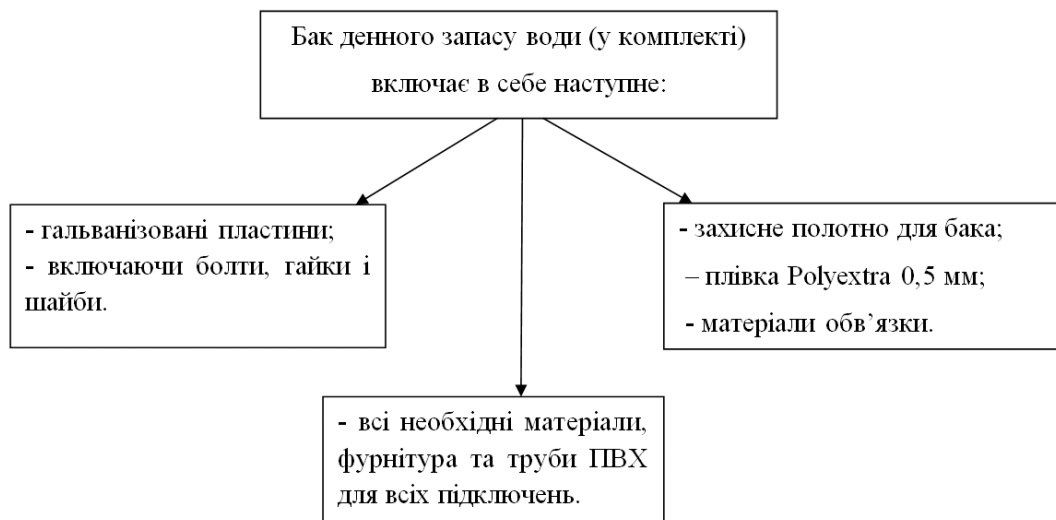 Бак денного запасу води (у комплекті)
включає в себе наступне:
- гальванізовані пластини;
- включаючи болти, гайки і
шайби.
- захисне полотно для бака;
– плівка Polyextra 0,5 мм;
- матеріали обв’язки.
- всі необхідні матеріали,
фурнітура та труби ПВХ
для всіх підключень.